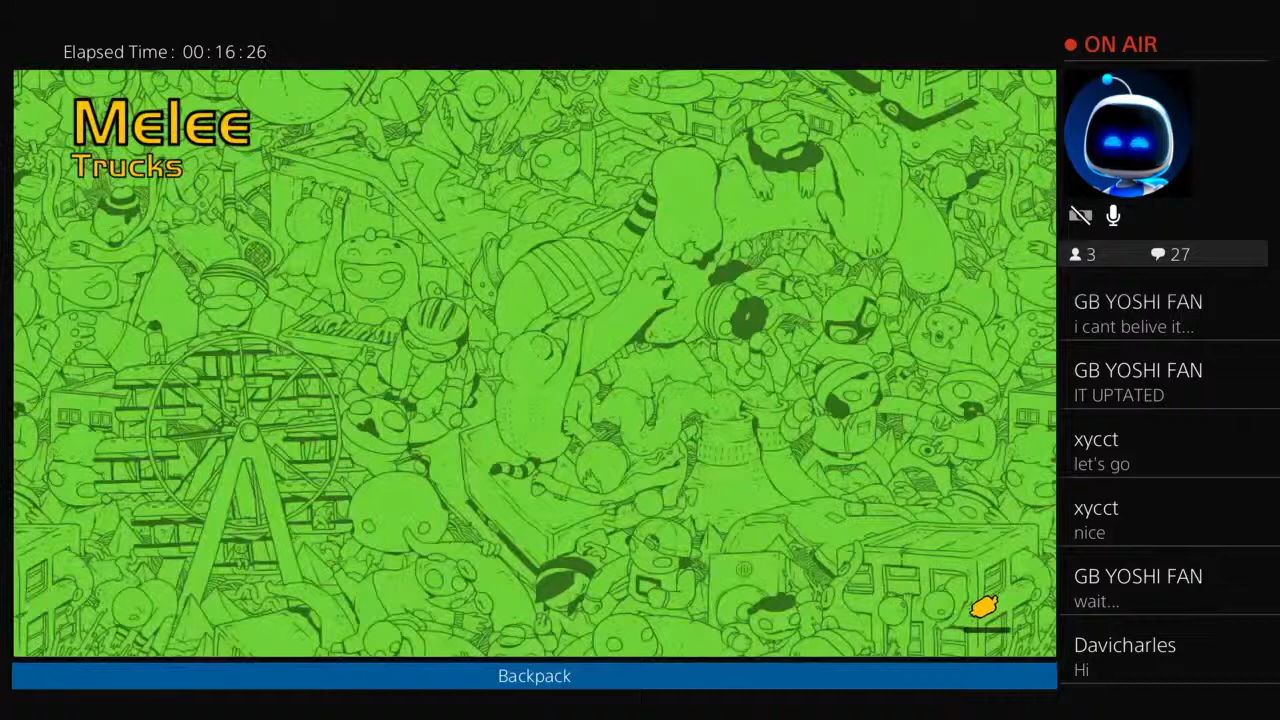 Elapsed Time: 00:16:26
ON AIR
Melee
Trucks
3
27
GB YOSHI FAN
i cant belive it...
GB YOSHI FAN
IT UPTATED
xycct
let's go
xycct
nice
GB YOSHI FAN
wait...
Davicharles
Hi
Backpack